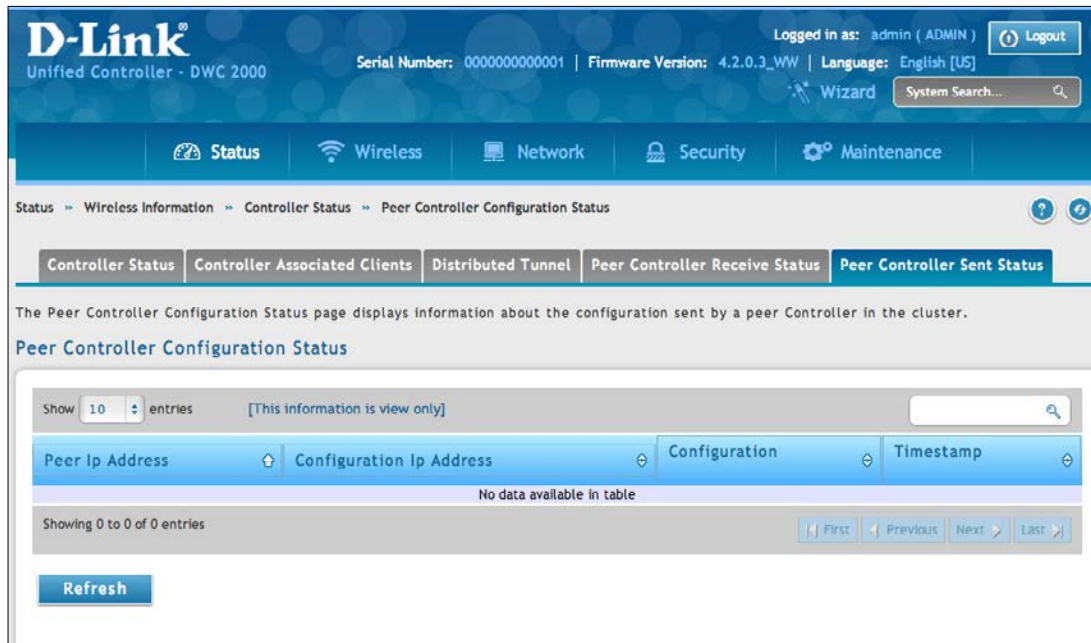 D-Link®
Unified Controller - DWC 2000
Logged in as: admin ( ADMIN ) Logout
Serial Number: 0000000000001 | Firmware Version: 4.2.0.3_WW | Language: English [US]
Wizard System Search...
Status Wireless Network Security Maintenance
Status » Wireless Information » Controller Status » Peer Controller Configuration Status ?
Controller Status Controller Associated Clients Distributed Tunnel Peer Controller Receive Status Peer Controller Sent Status
The Peer Controller Configuration Status page displays information about the configuration sent by a peer Controller in the cluster.
Peer Controller Configuration Status
Show 10 entries [This information is view only]
Peer Ip Address Configuration Ip Address Configuration Timestamp
No data available in table
Showing 0 to 0 of 0 entries First Previous Next Last
Refresh